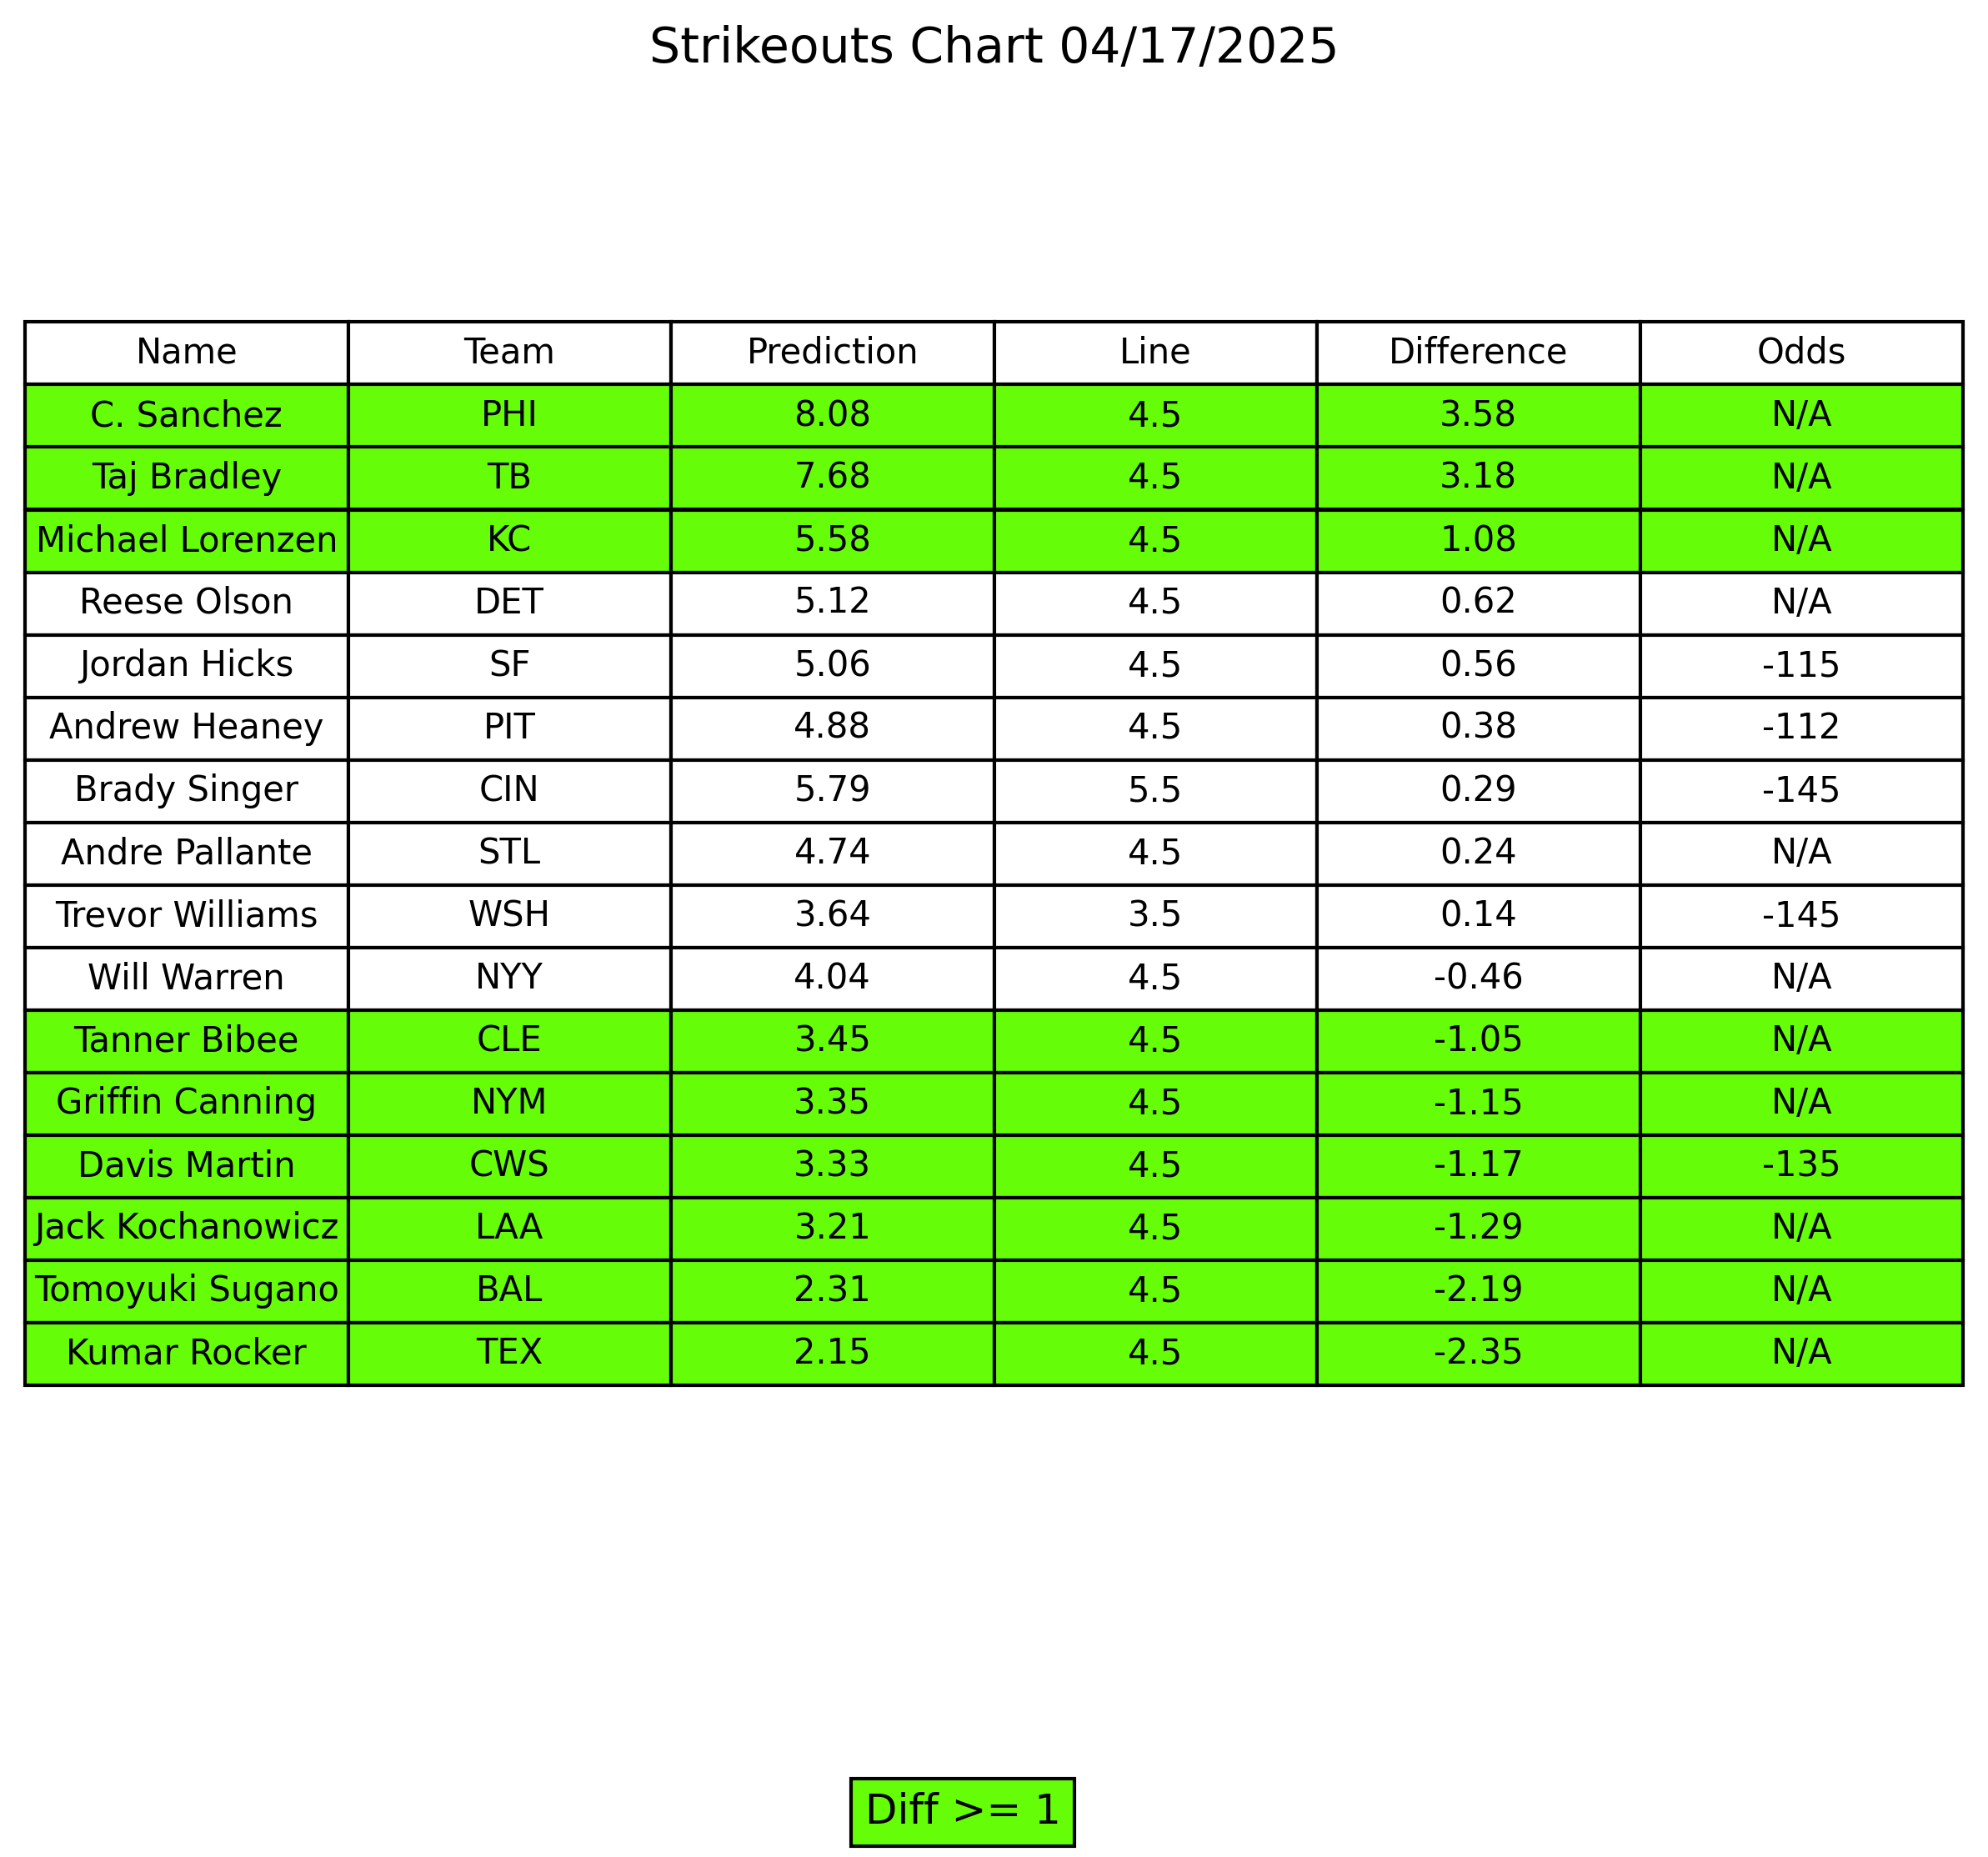 Strikeouts Chart 04/17/2025
Name Team Prediction Line Difference Odds
C. Sanchez PHI 8.08 4.5 3.58 N/A
Taj Bradley TB 7.68 4.5 3.18 N/A
Michael Lorenzen KC 5.58 4.5 1.08 N/A
Reese Olson DET 5.12 4.5 0.62 N/A
Jordan Hicks SF 5.06 4.5 0.56 -115
Andrew Heaney PIT 4.88 4.5 0.38 -112
Brady Singer CIN 5.79 5.5 0.29 -145
Andre Pallante STL 4.74 4.5 0.24 N/A
Trevor Williams WSH 3.64 3.5 0.14 -145
Will Warren NYY 4.04 4.5 -0.46 N/A
Tanner Bibee CLE 3.45 4.5 -1.05 N/A
Griffin Canning NYM 3.35 4.5 -1.15 N/A
Davis Martin CWS 3.33 4.5 -1.17 -135
Jack Kochanowicz LAA 3.21 4.5 -1.29 N/A
Tomoyuki Sugano BAL 2.31 4.5 -2.19 N/A
Kumar Rocker TEX 2.15 4.5 -2.35 N/A
Diff >= 1